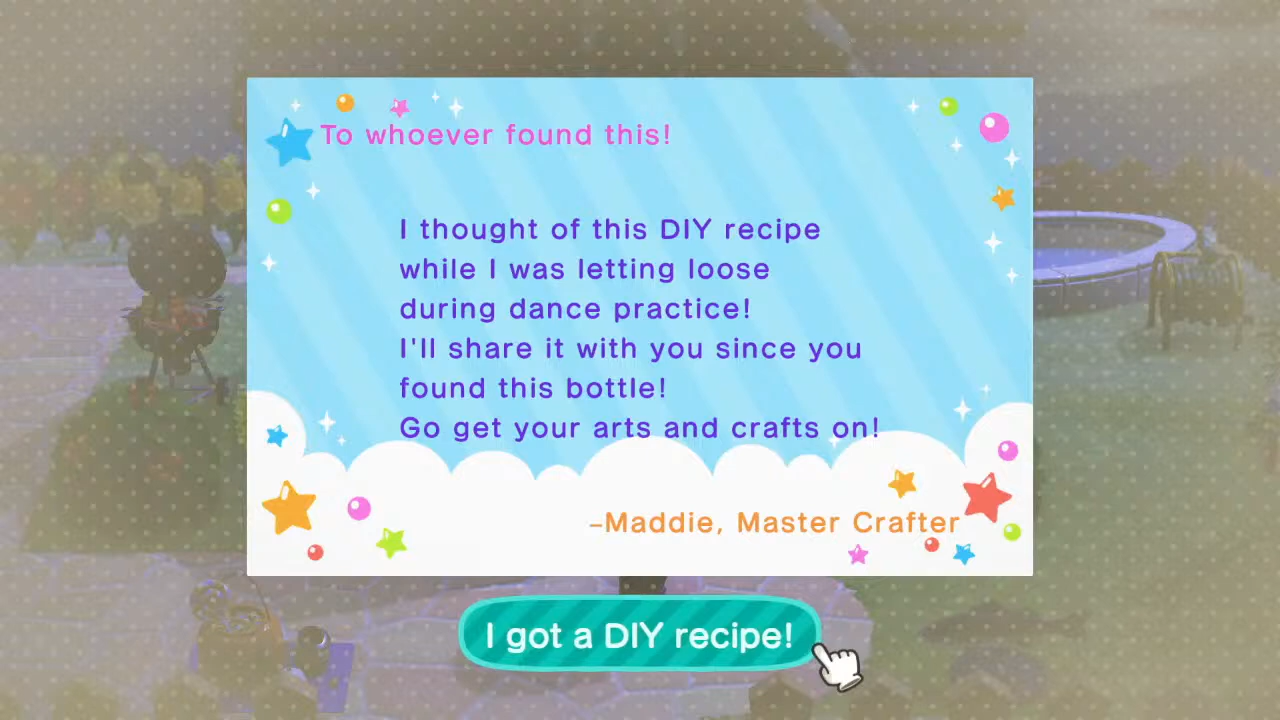 To whoever found this!
I thought of this DIY recipe
while I was letting loose
during dance practice!
I'll share it with you since you
found this bottle!
Go get your arts and crafts on!
–Maddie, Master Crafter
I got a DIY recipe!